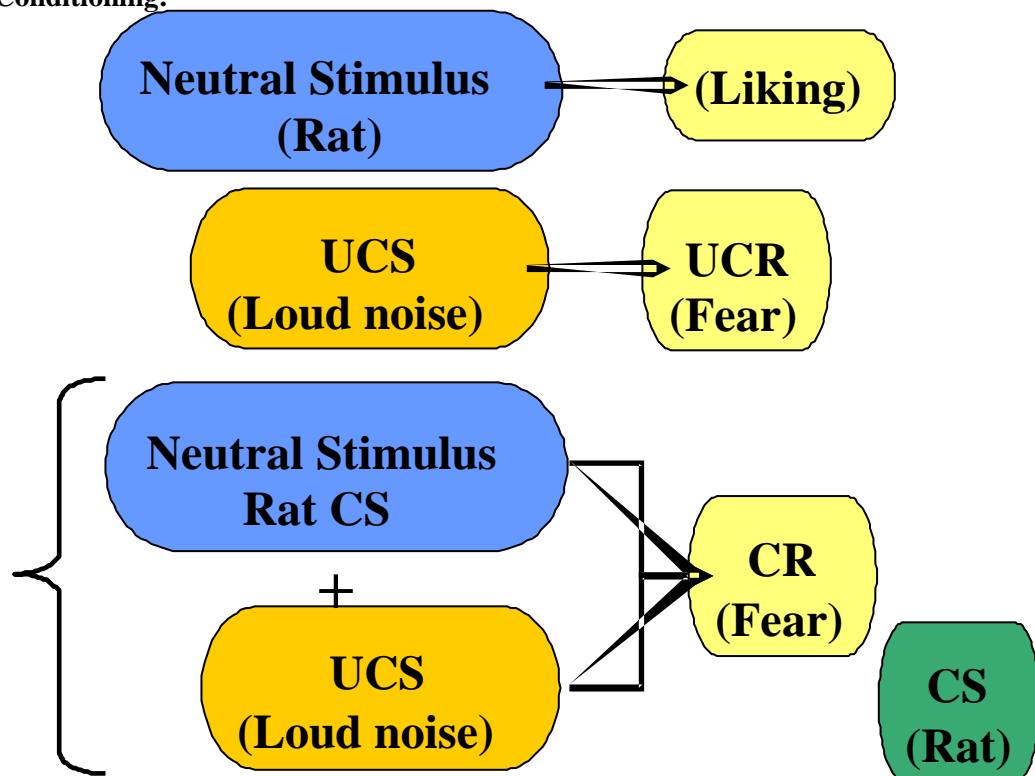 Conditioning:
Neutral Stimulus
(Rat)
(Liking)
UCS
(Loud noise)
UCR
(Fear)
Neutral Stimulus
Rat CS
+
UCS
(Loud noise)
CR
(Fear)
CS
(Rat)